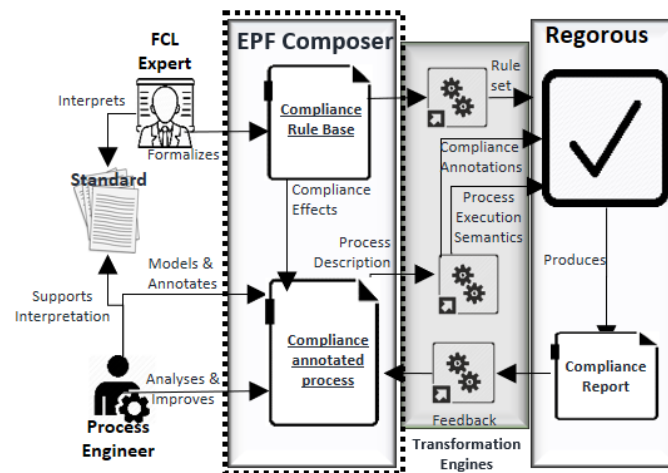 FCL
Expert
EPF Composer
Regorous
Interprets
Formalizes
Standard
Compliance
Rule Base
Rule
set
Compliance
Annotations
Compliance
Effects
Process
Execution
Semantics
Process
Description
Models &
Annotates
Supports
Interpretation
Produces
Compliance
annotated
process
Compliance
Report
Analyses &
Improves
Process
Engineer
Feedback
Transformation
Engines